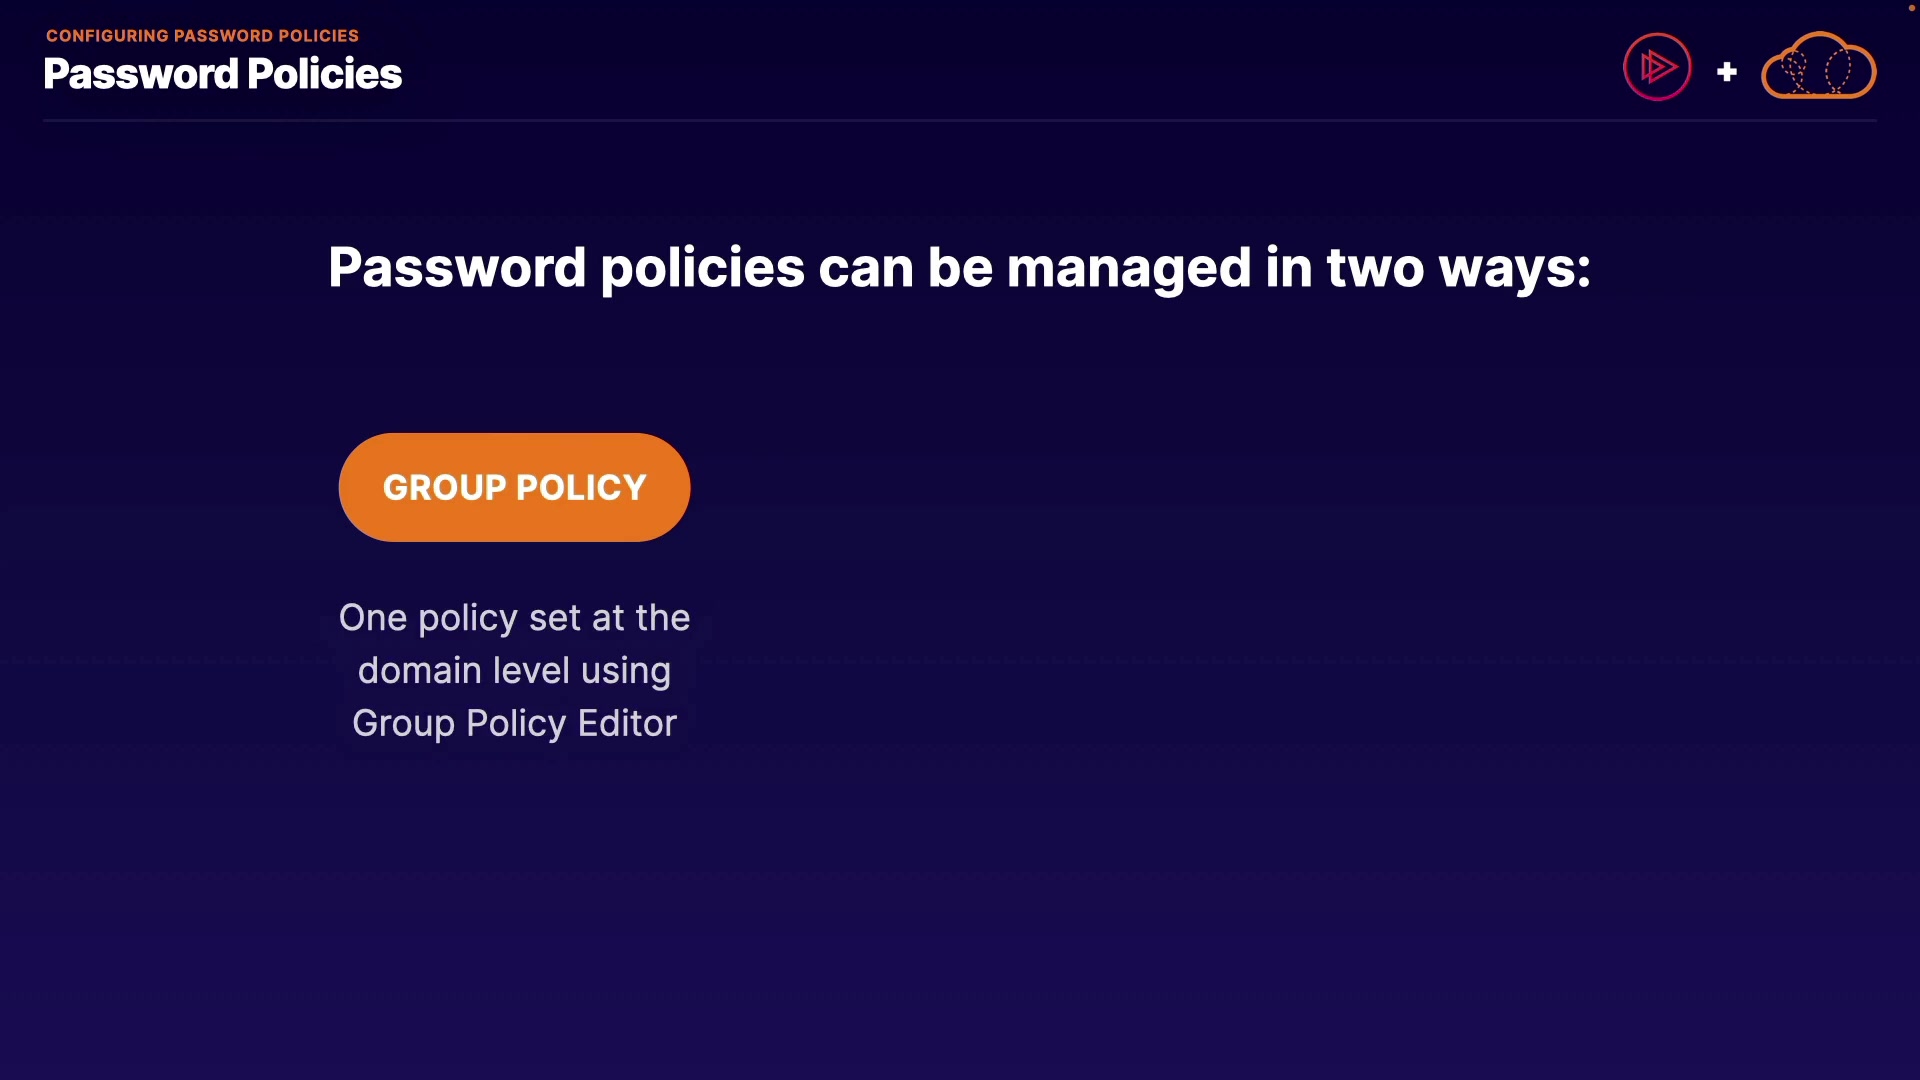 CONFIGURING PASSWORD POLICIES
Password Policies
Password policies can be managed in two ways:
GROUP POLICY
One policy set at the
domain level using
Group Policy Editor